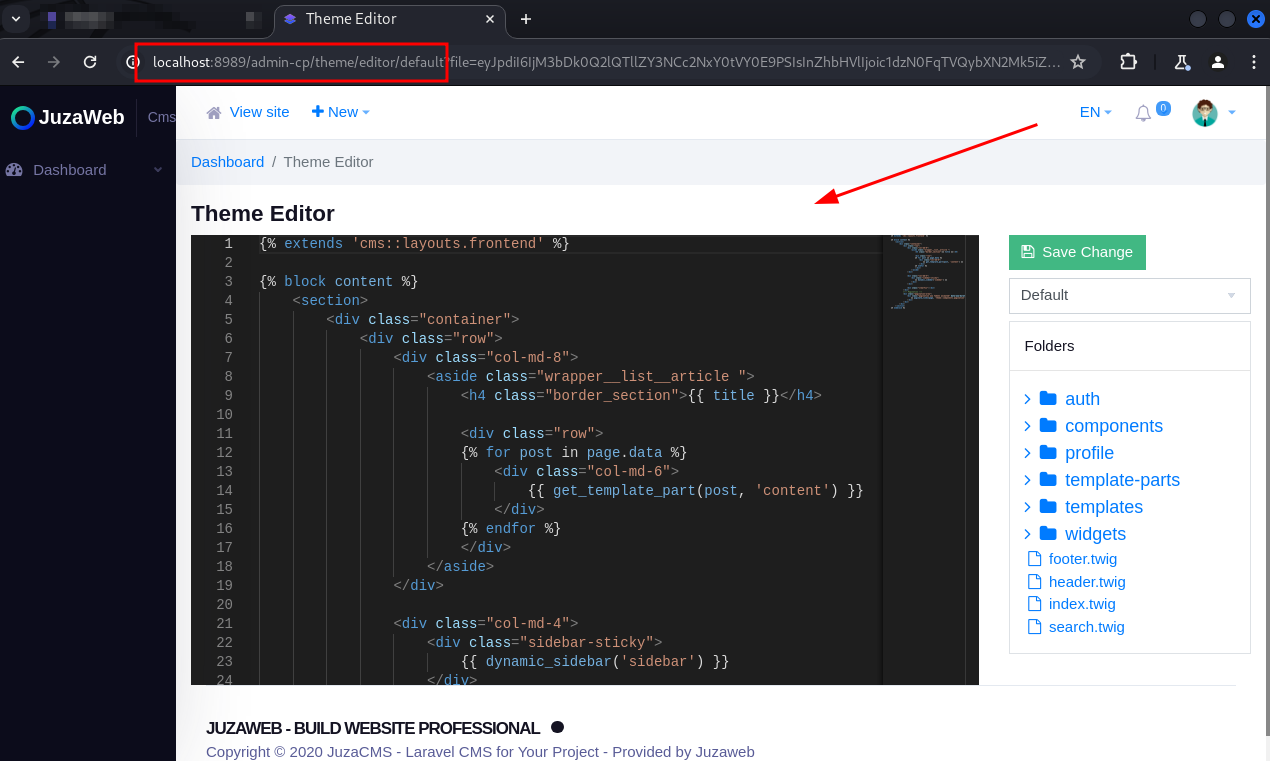 Theme Editor
localhost:8989/admin-cp/theme/editor/default?file=
JuzaWeb Cms
View site New EN 0
Dashboard
Dashboard / Theme Editor
Theme Editor
1 {% extends 'cms::layouts.frontend' %}
2
3 {% block content %}
4 <section>
5 <div class="container">
6 <div class="row">
7 <div class="col-md-8">
8 <aside class="wrapper__list__article ">
9 <h4 class="border_section">{{ title }}</h4>
10
11 <div class="row">
12 {% for post in page.data %}
13 <div class="col-md-6">
14 {{ get_template_part(post, 'content') }}
15 </div>
16 {% endfor %}
17 </div>
18 </aside>
19 </div>
20
21 <div class="col-md-4">
22 <div class="sidebar-sticky">
23 {{ dynamic_sidebar('sidebar') }}
24 </div>
Save Change
Default
Folders
auth
components
profile
template-parts
templates
widgets
footer.twig
header.twig
index.twig
search.twig
JUZAWEB - BUILD WEBSITE PROFESSIONAL
Copyright © 2020 JuzaCMS - Laravel CMS for Your Project - Provided by Juzaweb